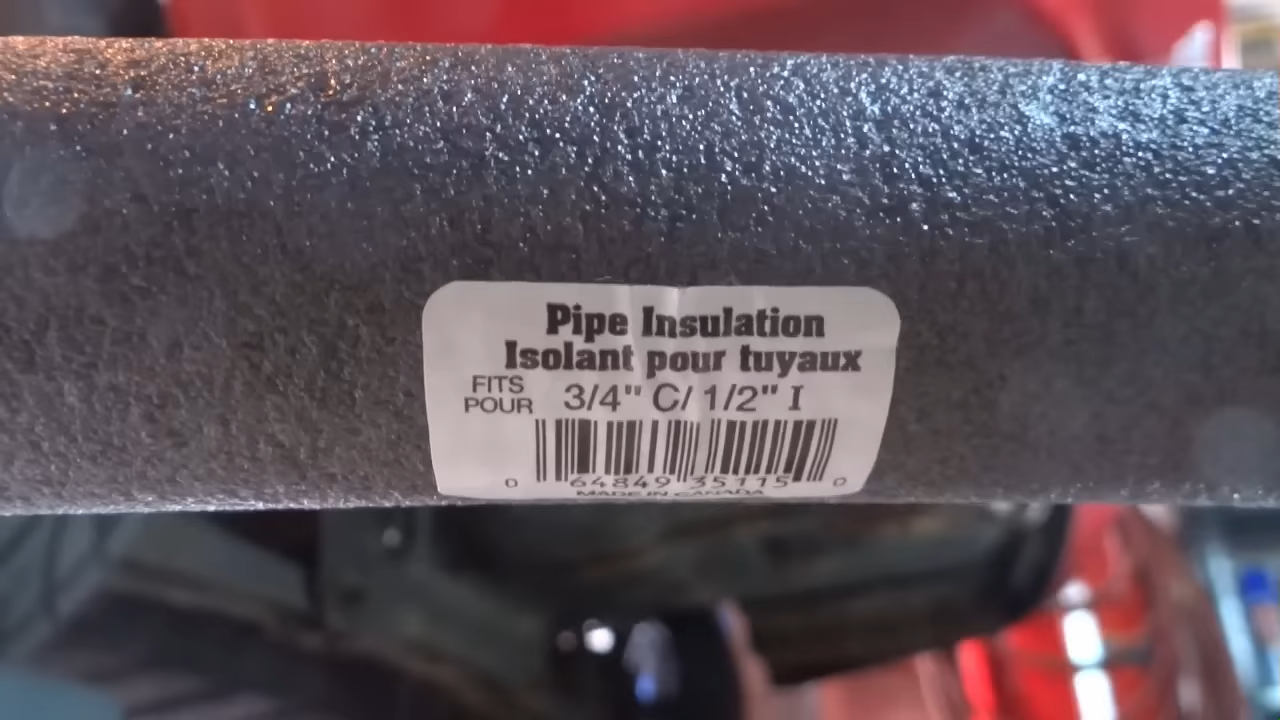 Pipe Insulation
Isolant pour tuyaux
FITS
POUR 3/4" C/ 1/2" I
0 64849 35115 0
MADE IN CANADA